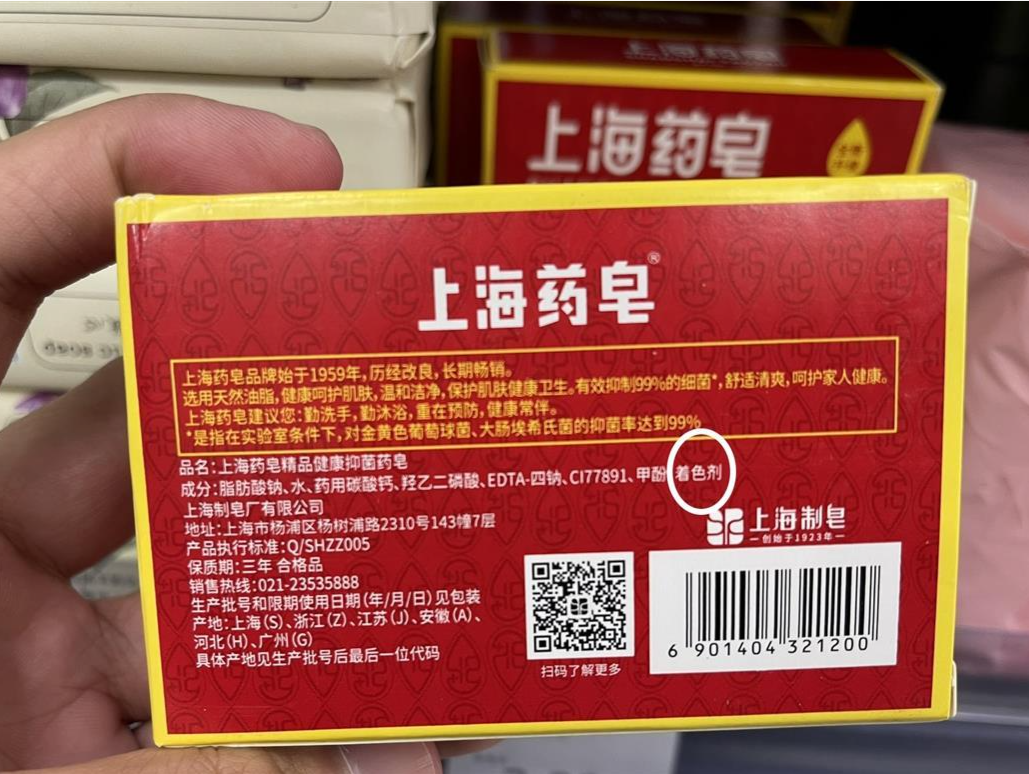 上海药皂
上海药皂®
上海药皂品牌始于1959年,历经改良,长期畅销。
选用天然油脂,健康呵护肌肤,温和洁净,保护肌肤健康卫生。有效抑制99%的细菌*,舒适清爽,呵护家人健康。
上海药皂建议您:勤洗手,勤沐浴,重在预防,健康常伴。
*是指在实验室条件下,对金黄色葡萄球菌、大肠埃希氏菌的抑菌率达到99%
品名:上海药皂精品健康抑菌药皂
成分:脂肪酸钠、水、药用碳酸钙、羟乙二磷酸、EDTA-四钠、CI77891、甲酚 着色剂
上海制皂厂有限公司
地址:上海市杨浦区杨树浦路2310号143幢7层
产品执行标准:Q/SHZZ005
保质期:三年 合格品
销售热线:021-23535888
生产批号和限期使用日期(年/月/日)见包装
产地:上海(S)、浙江(Z)、江苏(J)、安徽(A)、
河北(H)、广州(G)
具体产地见生产批号后最后一位代码
上海制皂
创始于1923年
扫码了解更多
6 901404 321200